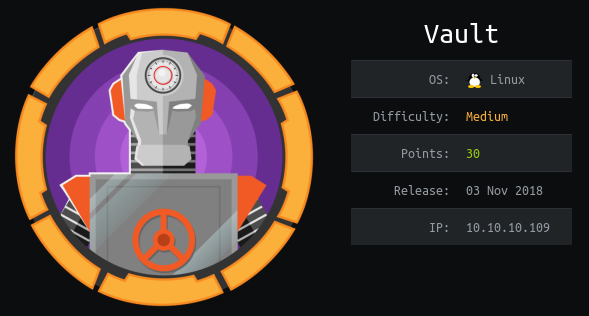 Vault
OS: Linux
Difficulty: Medium
Points: 30
Release: 03 Nov 2018
IP: 10.10.10.109